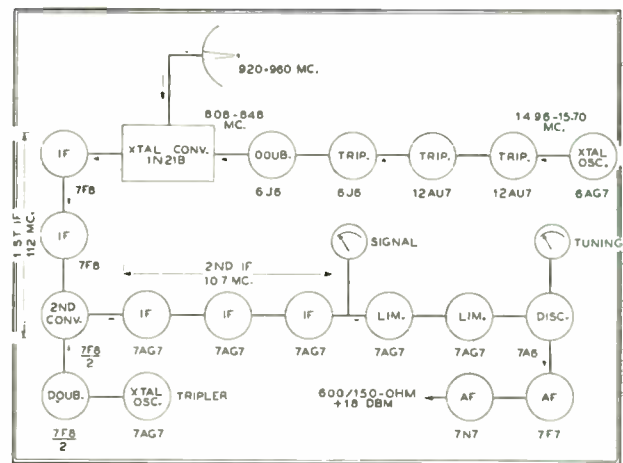 920-960 MC.
808-848 MC.
14.96-15.70 MC.
IF
XTAL CONV. 1N21B
DOUB.
TRIP.
TRIP.
TRIP.
XTAL OSC.
7F8
6J6
6J6
12AU7
12AU7
6AG7
1ST IF 112 MC.
IF
7F8
SIGNAL
TUNING
2ND IF 10.7 MC.
2ND CONV.
IF
IF
IF
LIM.
LIM.
DISC.
7F8 2
7AG7
7AG7
7AG7
7AG7
7AG7
7A6
DOUB.
XTAL OSC.
TRIPLER
600/150-OHM +18 DBM
AF
AF
7F8 2
7AG7
7N7
7F7